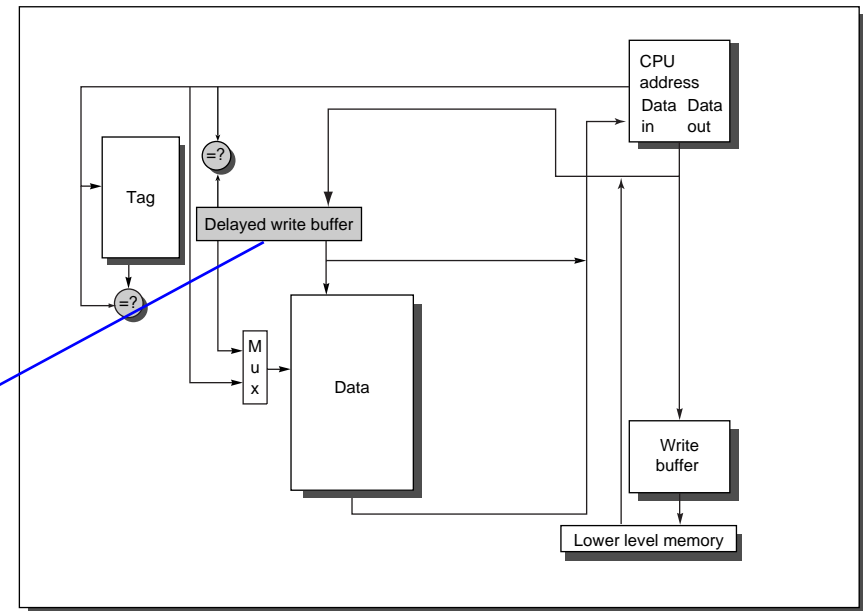 CPU
address
Data Data
in out
=?
Tag
Delayed write buffer
=?
M
u
x
Data
Write
buffer
Lower level memory